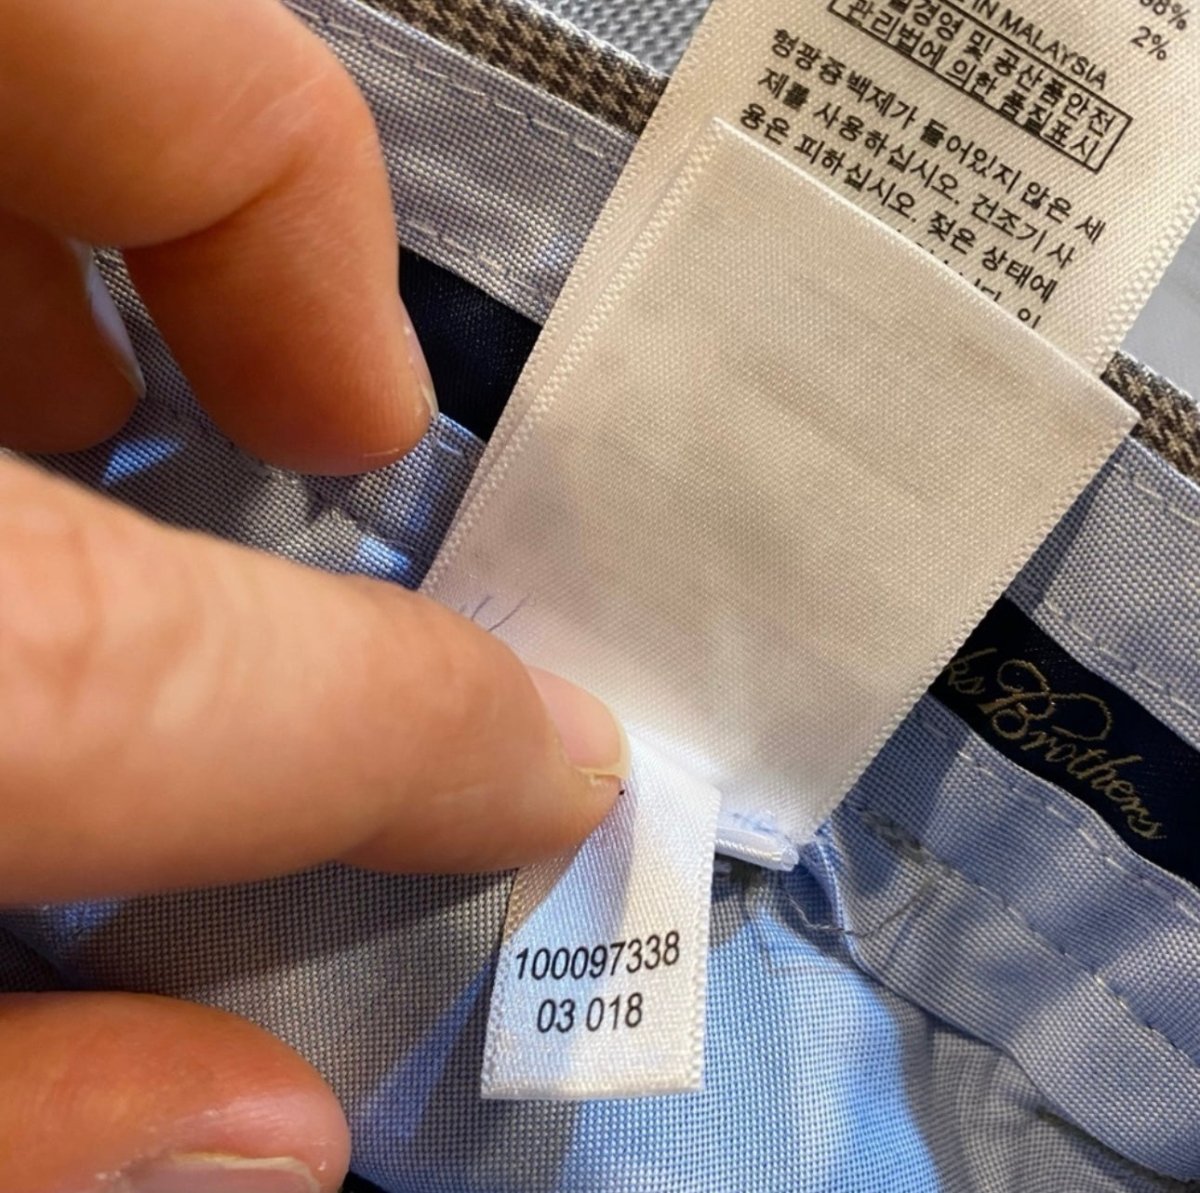 IN MALAYSIA
2%
관리법에 의한 품질표시
형광증백제가 들어있지 않은 세
제를 사용하십시오. 건조기 사
용은 피하십시오. 젖은 상태에
Brothers
100097338
03 018